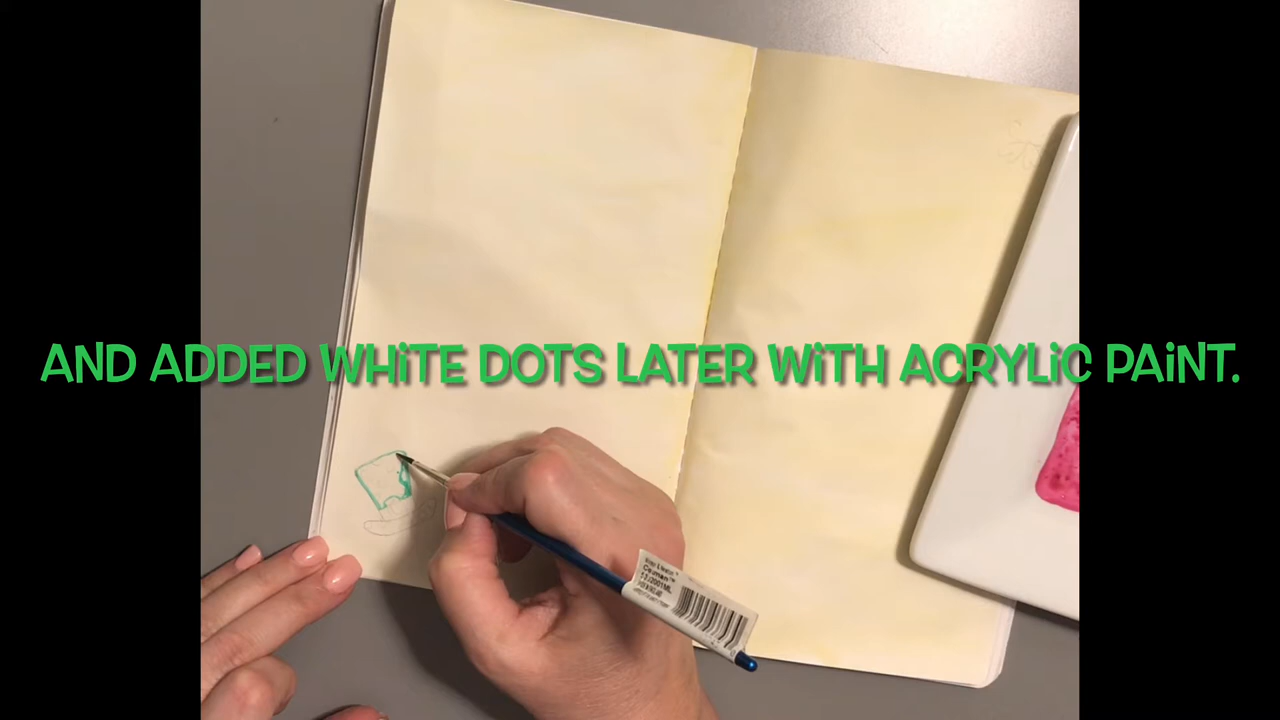 AND ADDED WHiTE DOTS LATER WiTH ACRYLiC PAiNT.